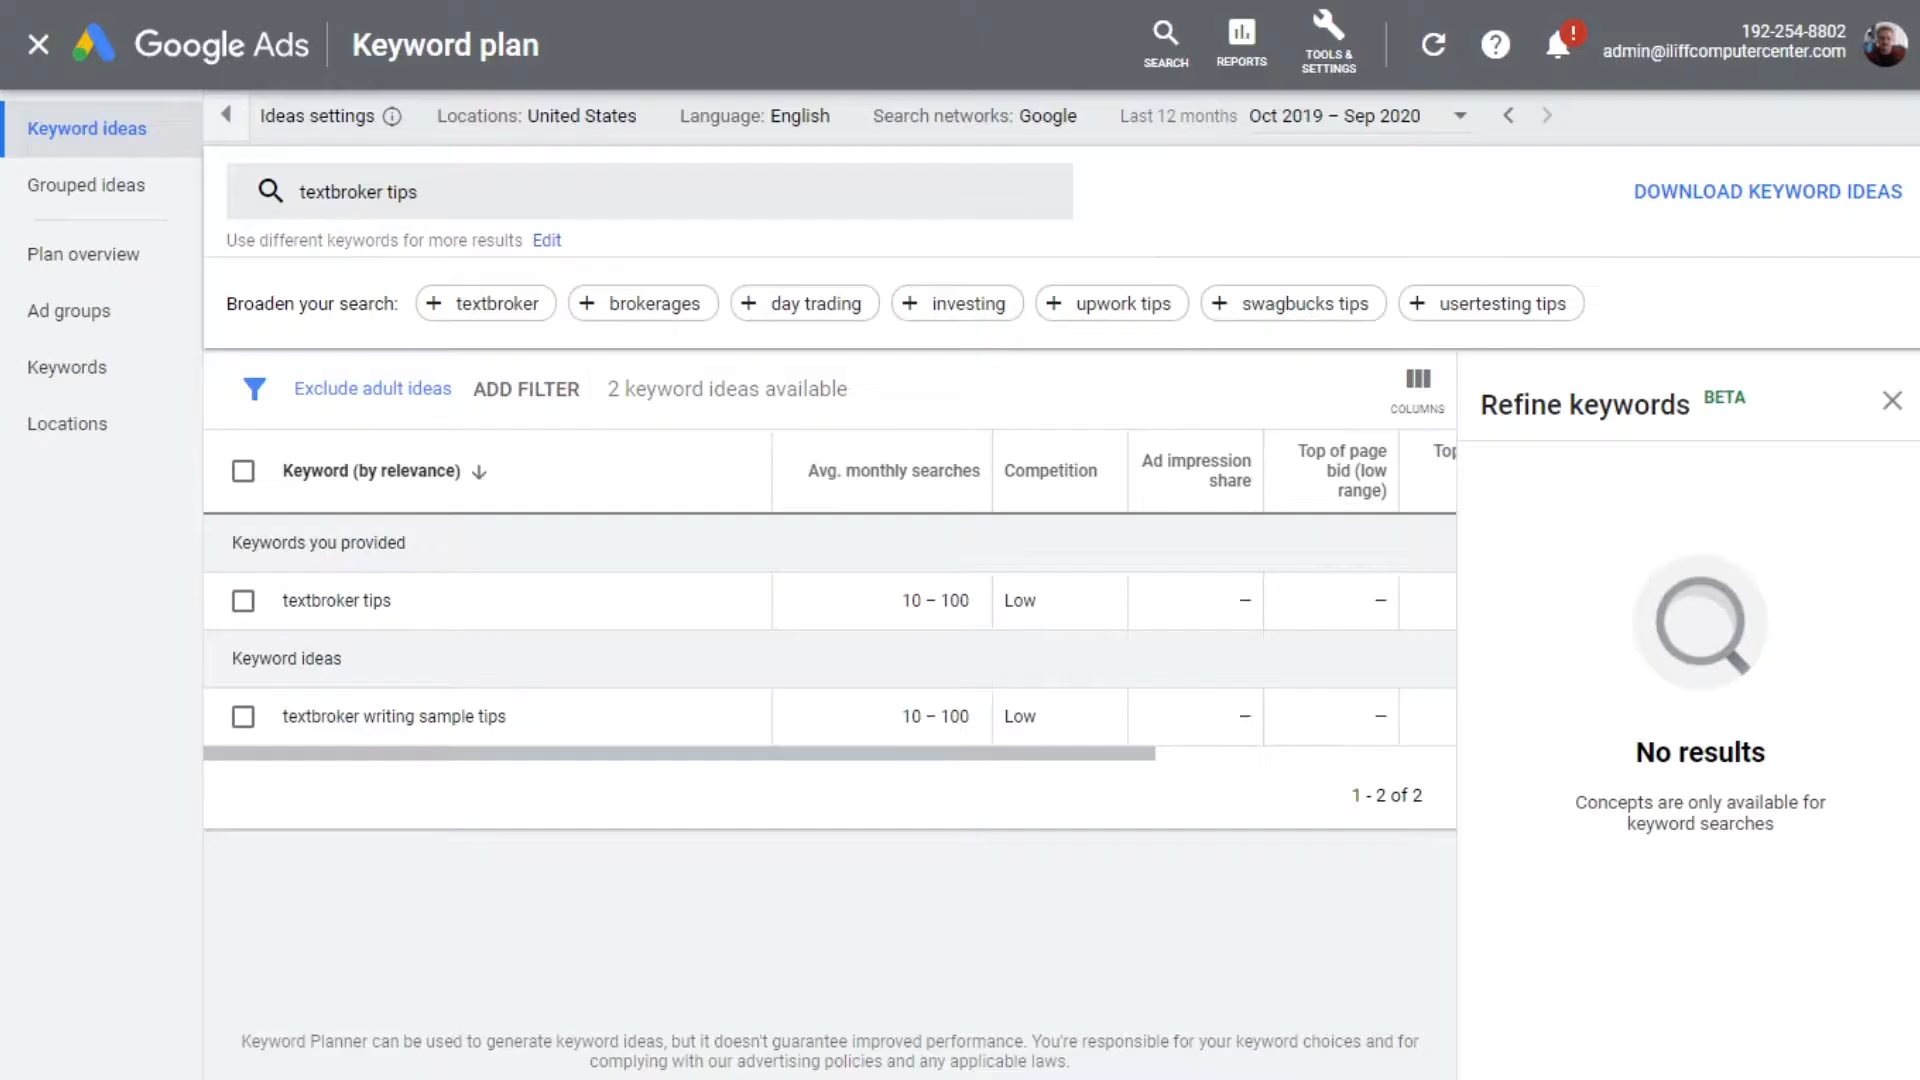 Google Ads
Keyword plan
SEARCH
REPORTS
TOOLS &
SETTINGS
!
192-254-8802
admin@iliffcomputercenter.com
Keyword ideas
Grouped ideas
Plan overview
Ad groups
Keywords
Locations
Ideas settings
Locations: United States
Language: English
Search networks: Google
Last 12 months Oct 2019 – Sep 2020
textbroker tips
DOWNLOAD KEYWORD IDEAS
Use different keywords for more results Edit
Broaden your search: + textbroker + brokerages + day trading + investing + upwork tips + swagbucks tips + usertesting tips
Exclude adult ideas ADD FILTER 2 keyword ideas available
COLUMNS
Keyword (by relevance)
Avg. monthly searches
Competition
Ad impression
share
Top of page
bid (low
range)
Top
Keywords you provided
textbroker tips 10 – 100 Low – –
Keyword ideas
textbroker writing sample tips 10 – 100 Low – –
1 - 2 of 2
Refine keywords BETA
No results
Concepts are only available for
keyword searches
Keyword Planner can be used to generate keyword ideas, but it doesn't guarantee improved performance. You're responsible for your keyword choices and for
complying with our advertising policies and any applicable laws.